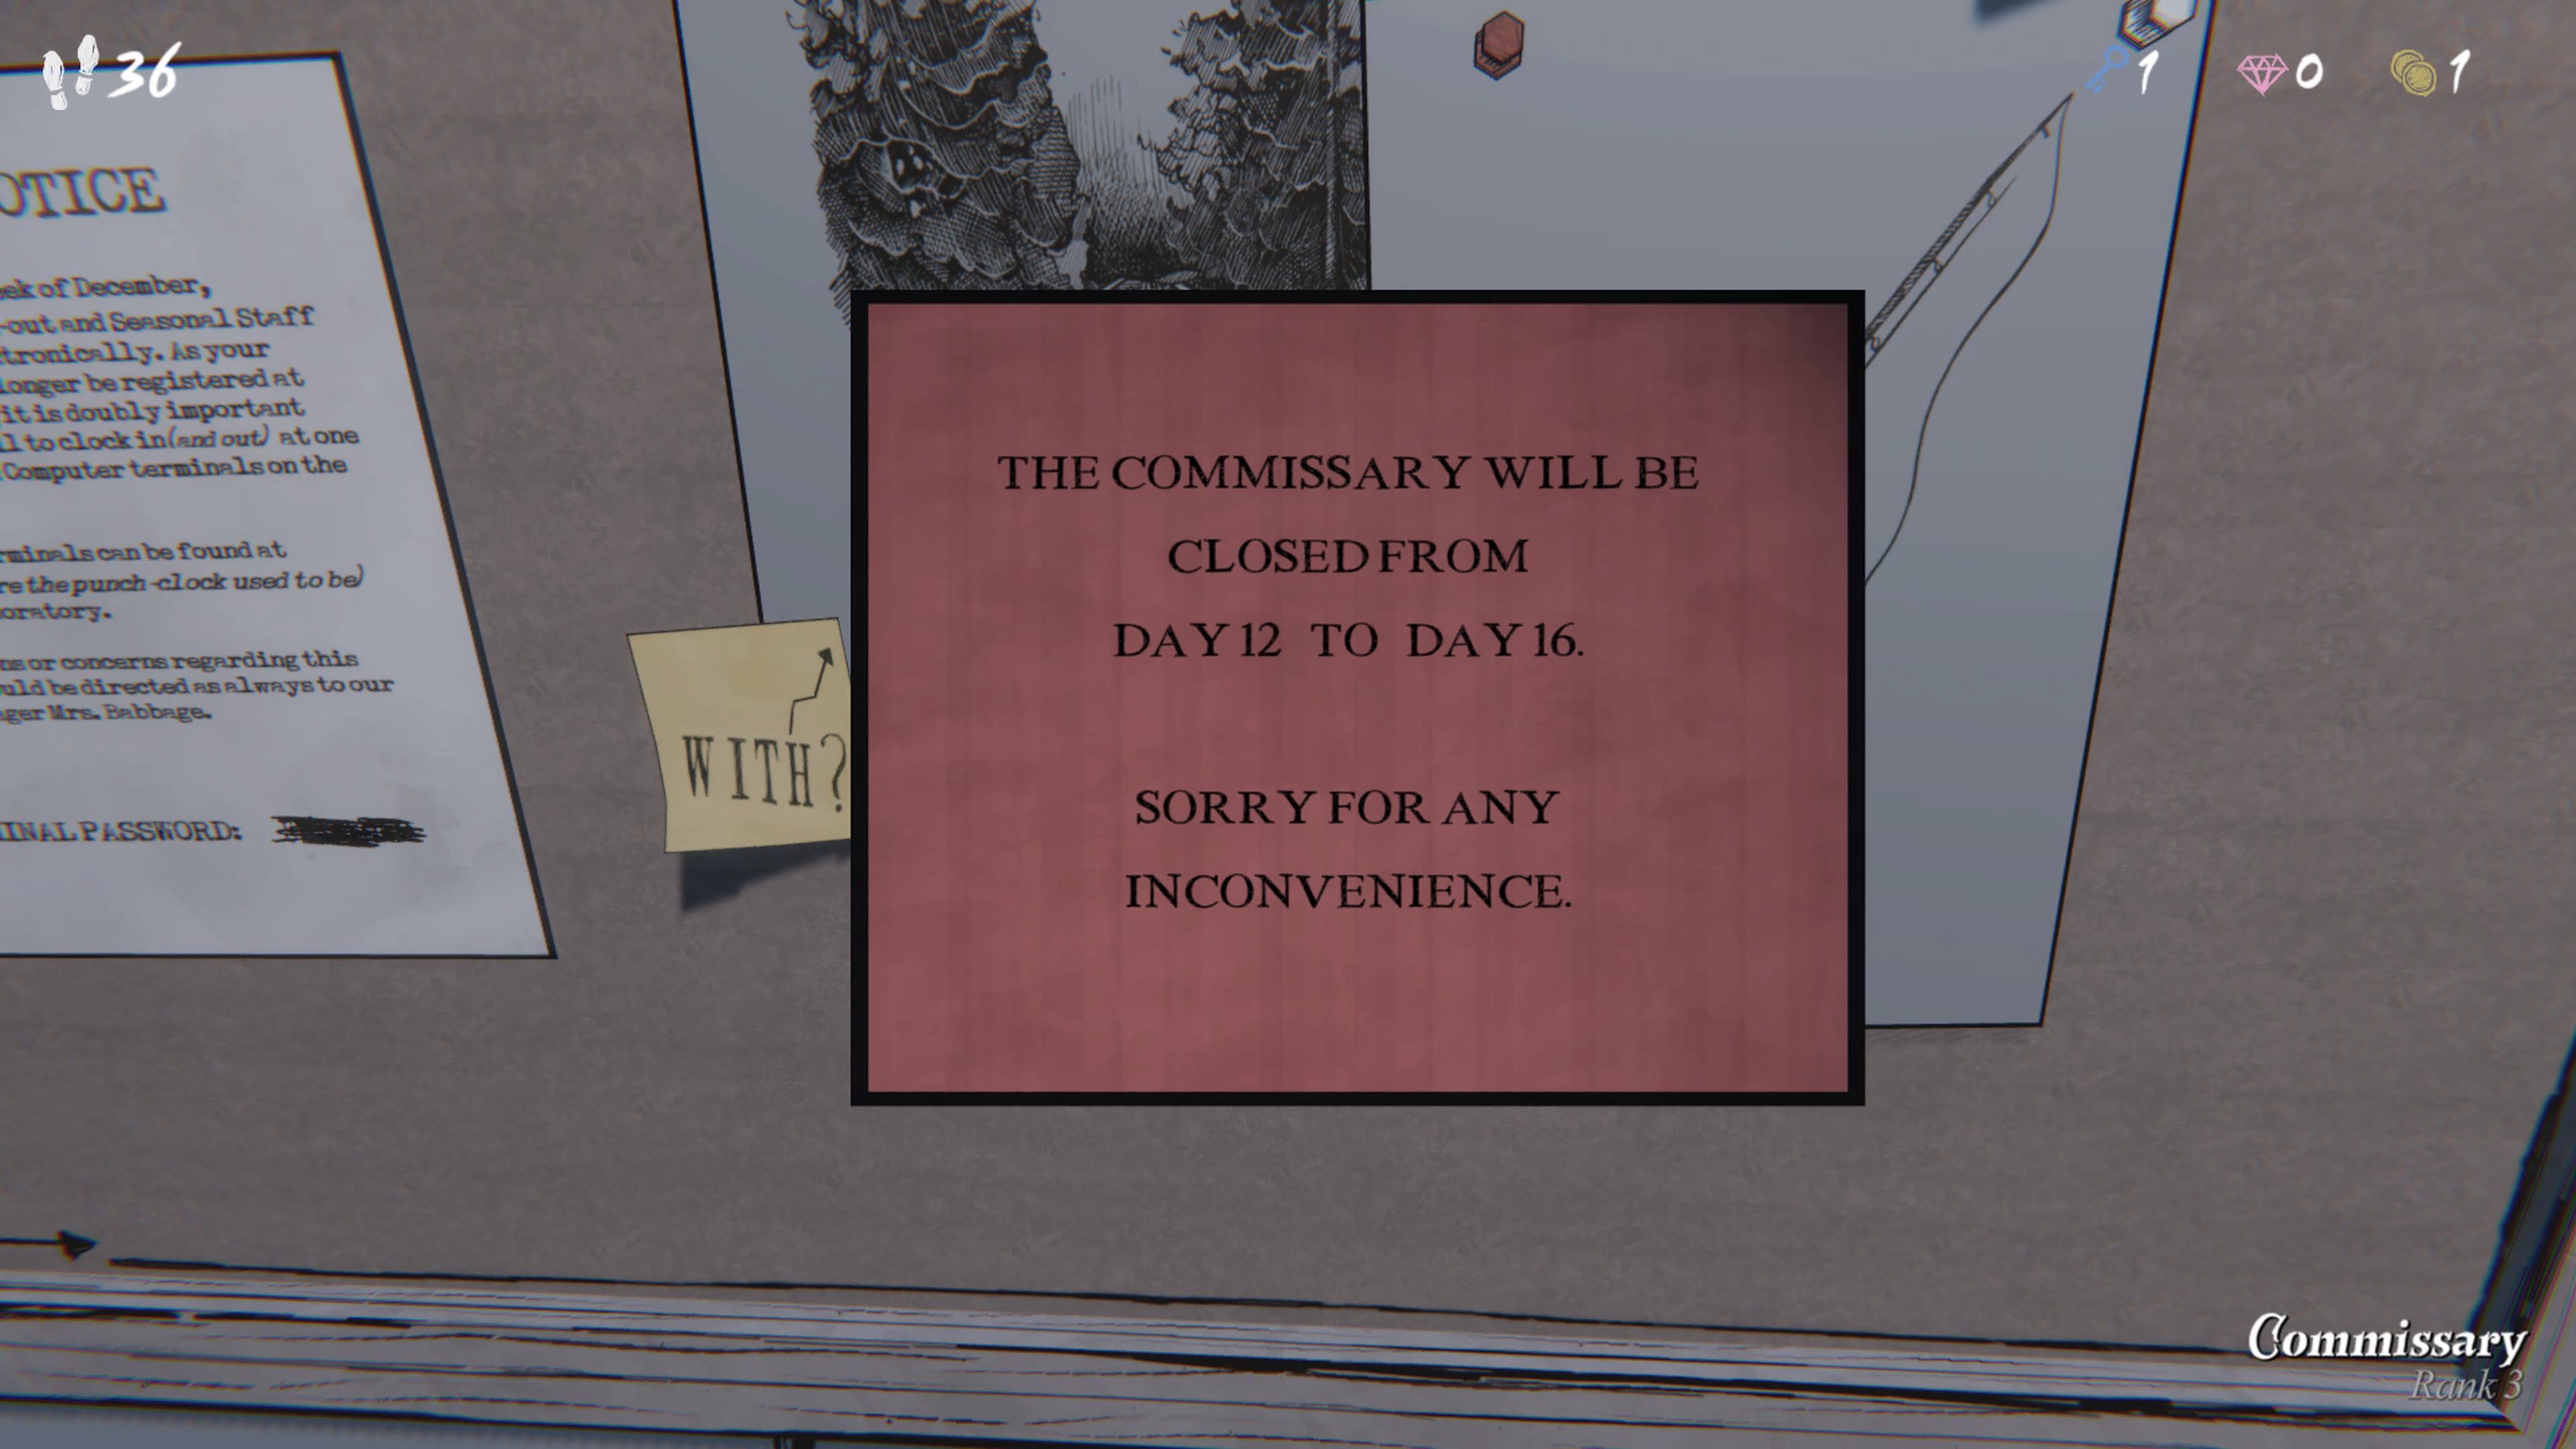 36
1
0
1
OTICE
eek of December,
-out and Seasonal Staff
tronically. As your
longer be registered at
it is doubly important
ll to clock in (and out) at one
Computer terminals on the
rminals can be found at
re the punch-clock used to be)
oratory.
ns or concerns regarding this
uld be directed as always to our
ager Mrs. Babbage.
INAL PASSWORD:
WITH?
THE COMMISSARY WILL BE
CLOSED FROM
DAY 12 TO DAY 16.
SORRY FOR ANY
INCONVENIENCE.
Commissary
Rank 3